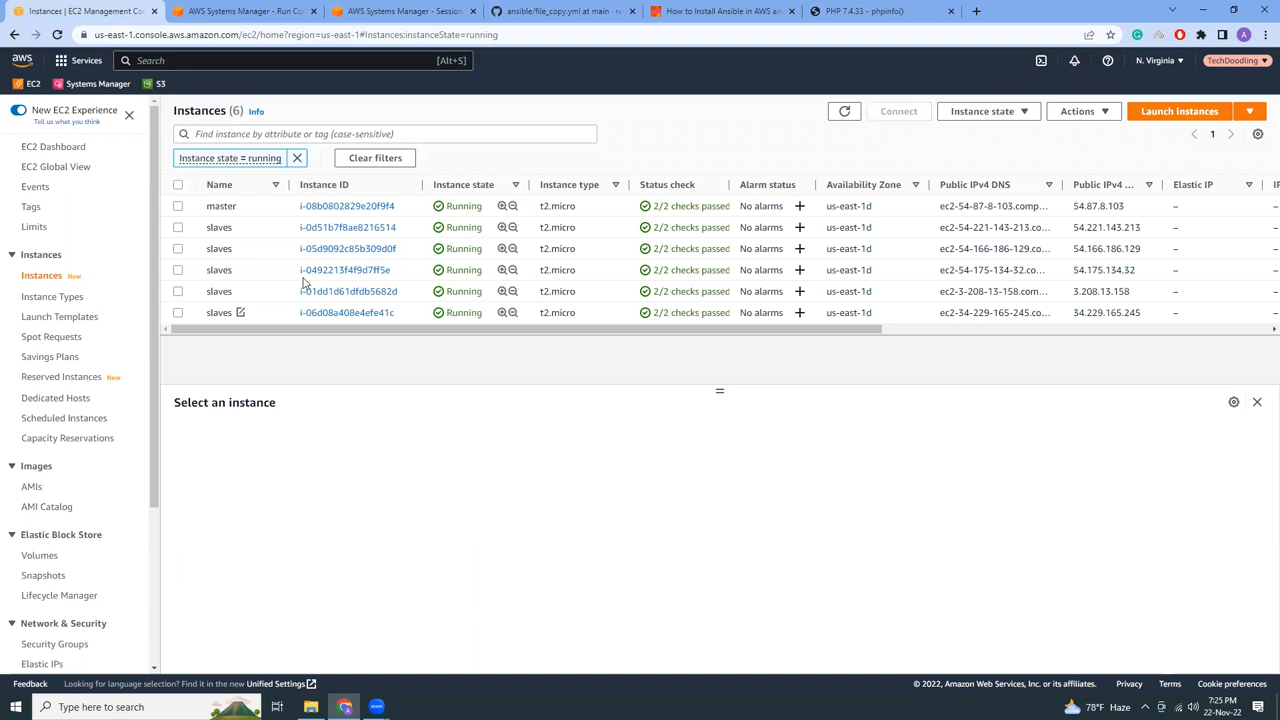 Instances | EC2 Management Co
AWS Systems Manager - Run Co
AWS Systems Manager - Session
ansible/file_copy.yml at main · n
How to Install Ansible in AWS an
PHP 7.4.33 - phpinfo()
us-east-1.console.aws.amazon.com/ec2/home?region=us-east-1#Instances:instanceState=running
A
aws
Services
Search
[Alt+S]
N. Virginia
TechDoodling
EC2
Systems Manager
S3
New EC2 Experience
Tell us what you think
EC2 Dashboard
EC2 Global View
Events
Tags
Limits
Instances
Instances New
Instance Types
Launch Templates
Spot Requests
Savings Plans
Reserved Instances New
Dedicated Hosts
Scheduled Instances
Capacity Reservations
Images
AMIs
AMI Catalog
Elastic Block Store
Volumes
Snapshots
Lifecycle Manager
Network & Security
Security Groups
Elastic IPs
Instances (6) Info
Connect
Instance state
Actions
Launch instances
Find instance by attribute or tag (case-sensitive)
1
Instance state = running
Clear filters
Name Instance ID Instance state Instance type Status check Alarm status Availability Zone Public IPv4 DNS Public IPv4 ... Elastic IP
master i-08b0802829e20f9f4 Running t2.micro 2/2 checks passed No alarms us-east-1d ec2-54-87-8-103.comp... 54.87.8.103 –
slaves i-0d51b7f8ae8216514 Running t2.micro 2/2 checks passed No alarms us-east-1d ec2-54-221-143-213.co... 54.221.143.213 –
slaves i-05d9092c85b309d0f Running t2.micro 2/2 checks passed No alarms us-east-1d ec2-54-166-186-129.co... 54.166.186.129 –
slaves i-0492213f4f9d7ff5e Running t2.micro 2/2 checks passed No alarms us-east-1d ec2-54-175-134-32.co... 54.175.134.32 –
slaves i-01dd1d61dfdb5682d Running t2.micro 2/2 checks passed No alarms us-east-1d ec2-3-208-13-158.com... 3.208.13.158 –
slaves i-06d08a408e4efe41c Running t2.micro 2/2 checks passed No alarms us-east-1d ec2-34-229-165-245.co... 34.229.165.245 –
Select an instance
Feedback
Looking for language selection? Find it in the new Unified Settings
© 2022, Amazon Web Services, Inc. or its affiliates.
Privacy
Terms
Cookie preferences
Type here to search
zoom
78°F Haze
7:25 PM
22-Nov-22